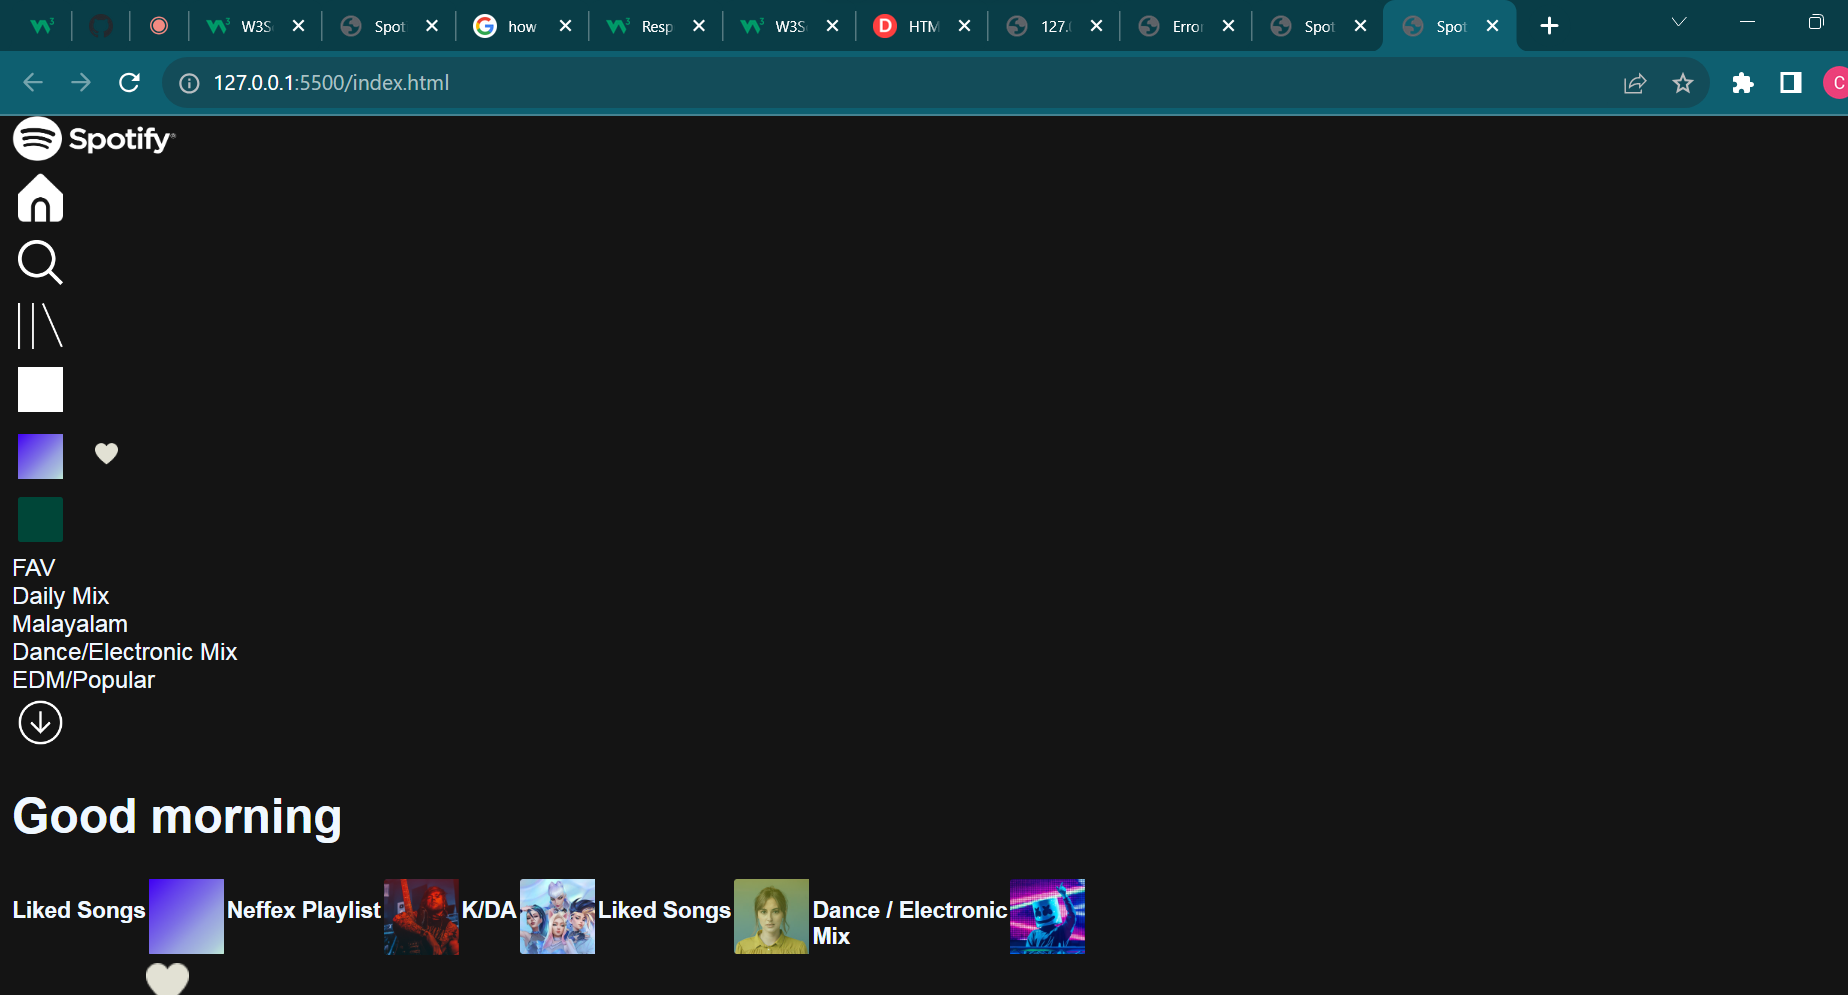 W3S
Spot
how
Resp
W3S
HTM
127.0
Error
Spot
Spot
127.0.0.1:5500/index.html
C
Spotify
FAV
Daily Mix
Malayalam
Dance/Electronic Mix
EDM/Popular
Good morning
Liked Songs Neffex Playlist K/DA Liked Songs Dance / Electronic
Mix